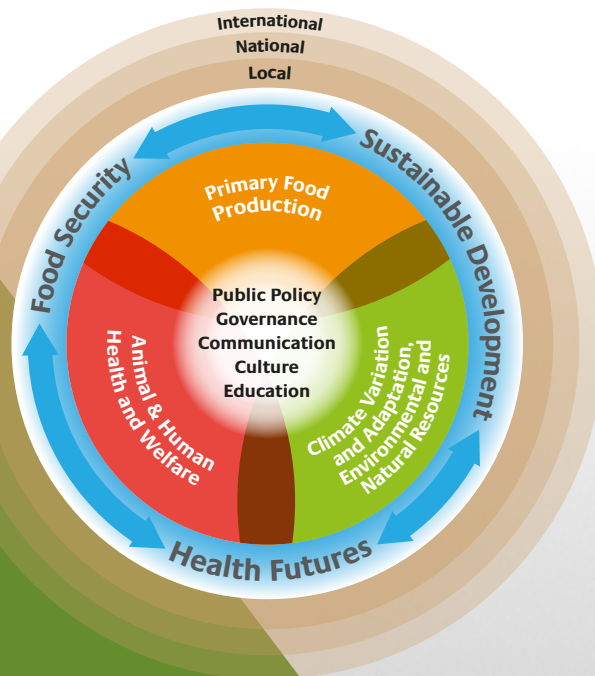 International
National
Local
Food Security
Sustainable Development
Primary Food
Production
Public Policy
Governance
Communication
Culture
Education
Animal & Human
Health and Welfare
Climate Variation
and Adaptation,
Environmental and
Natural Resources
Health Futures